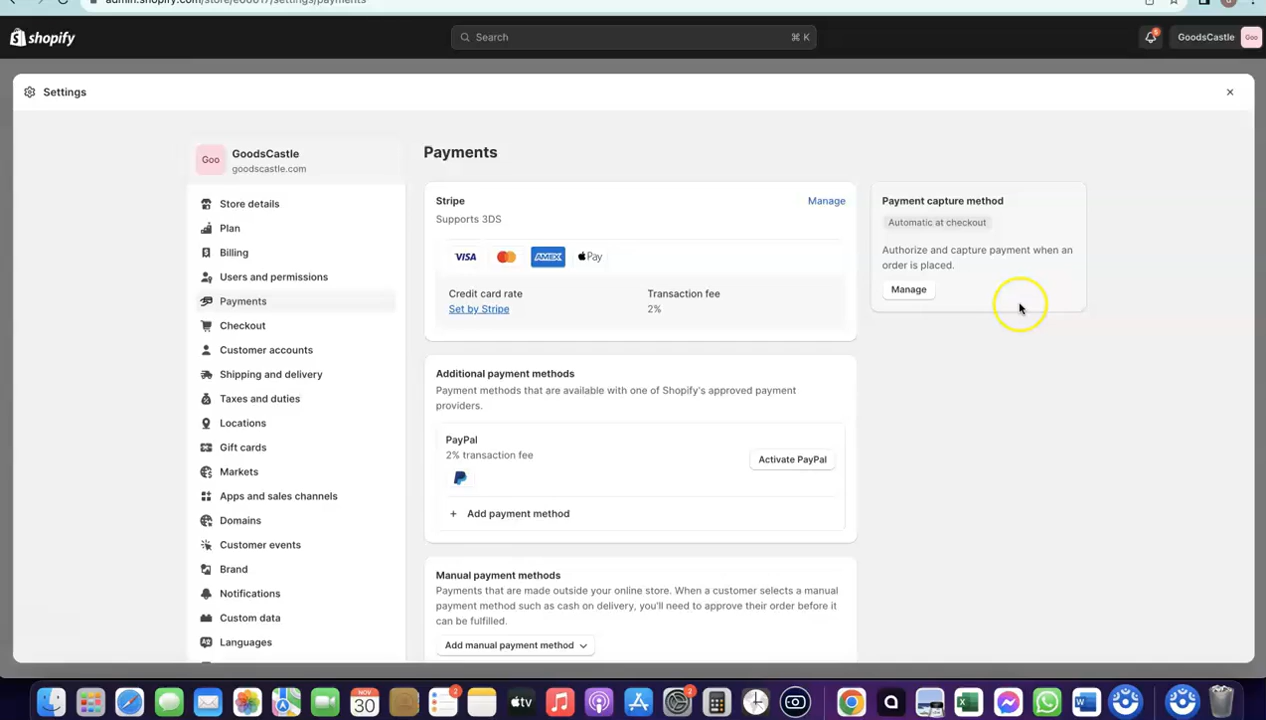 admin.shopify.com/store/e66617/settings/payments
shopify
Search
⌘ K
GoodsCastle
Goo
Settings
Goo
GoodsCastle
goodscastle.com
Store details
Plan
Billing
Users and permissions
Payments
Checkout
Customer accounts
Shipping and delivery
Taxes and duties
Locations
Gift cards
Markets
Apps and sales channels
Domains
Customer events
Brand
Notifications
Custom data
Languages
Payments
Stripe
Manage
Supports 3DS
VISA
AMEX
Pay
Credit card rate
Transaction fee
Set by Stripe
2%
Additional payment methods
Payment methods that are available with one of Shopify's approved payment
providers.
PayPal
2% transaction fee
Activate PayPal
+ Add payment method
Manual payment methods
Payments that are made outside your online store. When a customer selects a manual
payment method such as cash on delivery, you'll need to approve their order before it
can be fulfilled.
Add manual payment method
Payment capture method
Automatic at checkout
Authorize and capture payment when an
order is placed.
Manage
NOV
30
2
tv
2